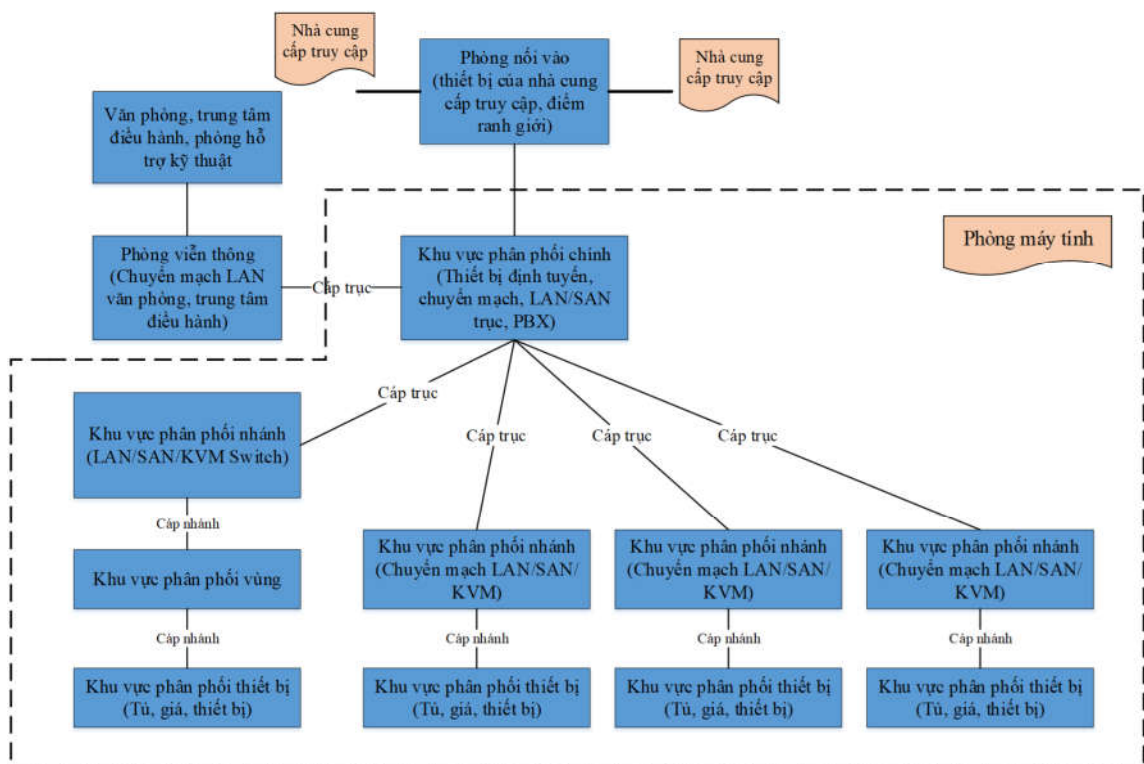 Nhà cung
cấp truy cập
Phòng nối vào
(thiết bị của nhà cung
cấp truy cập, điểm
ranh giới)
Nhà cung
cấp truy cập
Văn phòng, trung tâm
điều hành, phòng hỗ
trợ kỹ thuật
Phòng viễn thông
(Chuyển mạch LAN
văn phòng, trung tâm
điều hành)
Cáp trục
Khu vực phân phối chính
(Thiết bị định tuyến,
chuyển mạch, LAN/SAN
trục, PBX)
Phòng máy tính
Cáp trục
Cáp trục
Cáp trục
Cáp trục
Khu vực phân phối nhánh
(LAN/SAN/KVM Switch)
Cáp nhánh
Khu vực phân phối vùng
Cáp nhánh
Khu vực phân phối thiết bị
(Tủ, giá, thiết bị)
Khu vực phân phối nhánh
(Chuyển mạch LAN/SAN/
KVM)
Cáp nhánh
Khu vực phân phối thiết bị
(Tủ, giá, thiết bị)
Khu vực phân phối nhánh
(Chuyển mạch LAN/SAN/
KVM)
Cáp nhánh
Khu vực phân phối thiết bị
(Tủ, giá, thiết bị)
Khu vực phân phối nhánh
(Chuyển mạch LAN/SAN/
KVM)
Cáp nhánh
Khu vực phân phối thiết bị
(Tủ, giá, thiết bị)